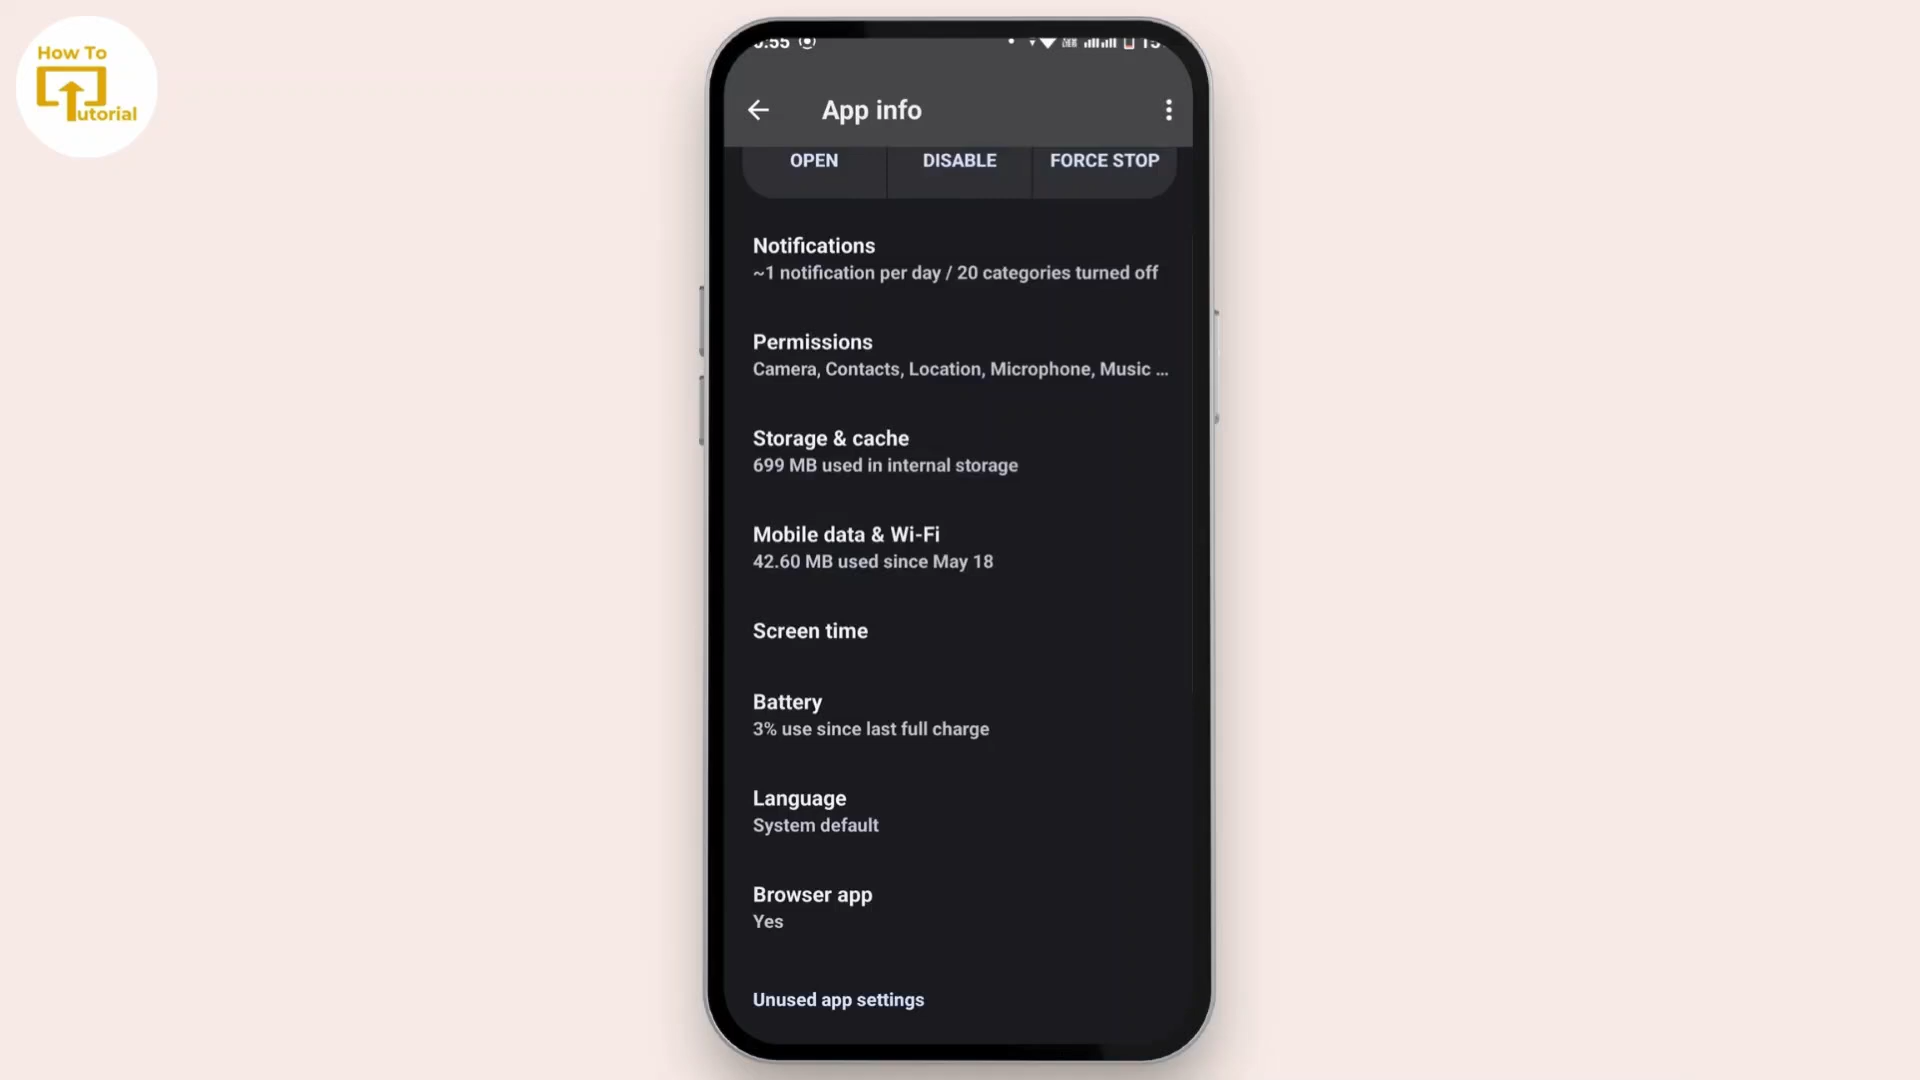 How To
Tutorial
App info
OPEN DISABLE FORCE STOP
Notifications
~1 notification per day / 20 categories turned off
Permissions
Camera, Contacts, Location, Microphone, Music ...
Storage & cache
699 MB used in internal storage
Mobile data & Wi-Fi
42.60 MB used since May 18
Screen time
Battery
3% use since last full charge
Language
System default
Browser app
Yes
Unused app settings